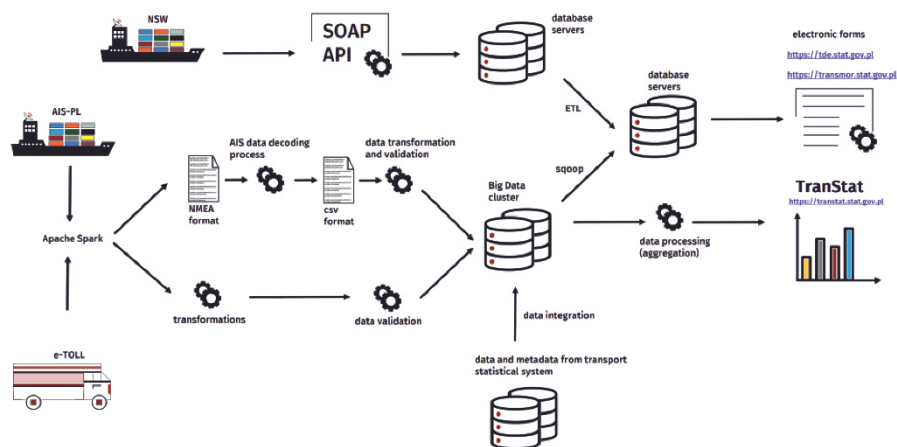 NSW
SOAP
API
database
servers
electronic forms
https://tde.stat.gov.pl
https://transmor.stat.gov.pl
database
servers
ETL
AIS-PL
AIS data decoding
process
data transformation
and validation
NMEA
format
csv
format
Big Data
cluster
sqoop
TranStat
https://transtat.stat.gov.pl
Apache Spark
data processing
(aggregation)
transformations
data validation
data integration
e-TOLL
data and metadata from transport
statistical system